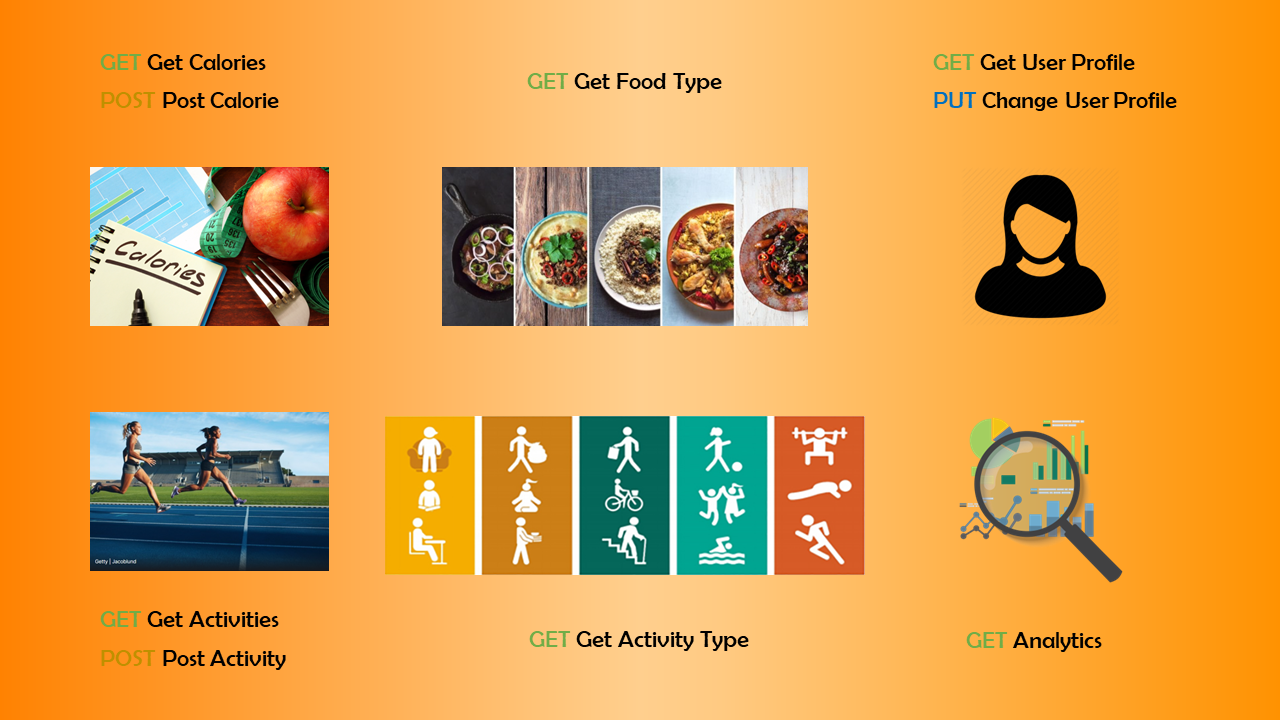 GET Get Calories
POST Post Calorie
GET Get Food Type
GET Get User Profile
PUT Change User Profile
Calories
Getty | Jacoblund
GET Get Activities
POST Post Activity
GET Get Activity Type
GET Analytics